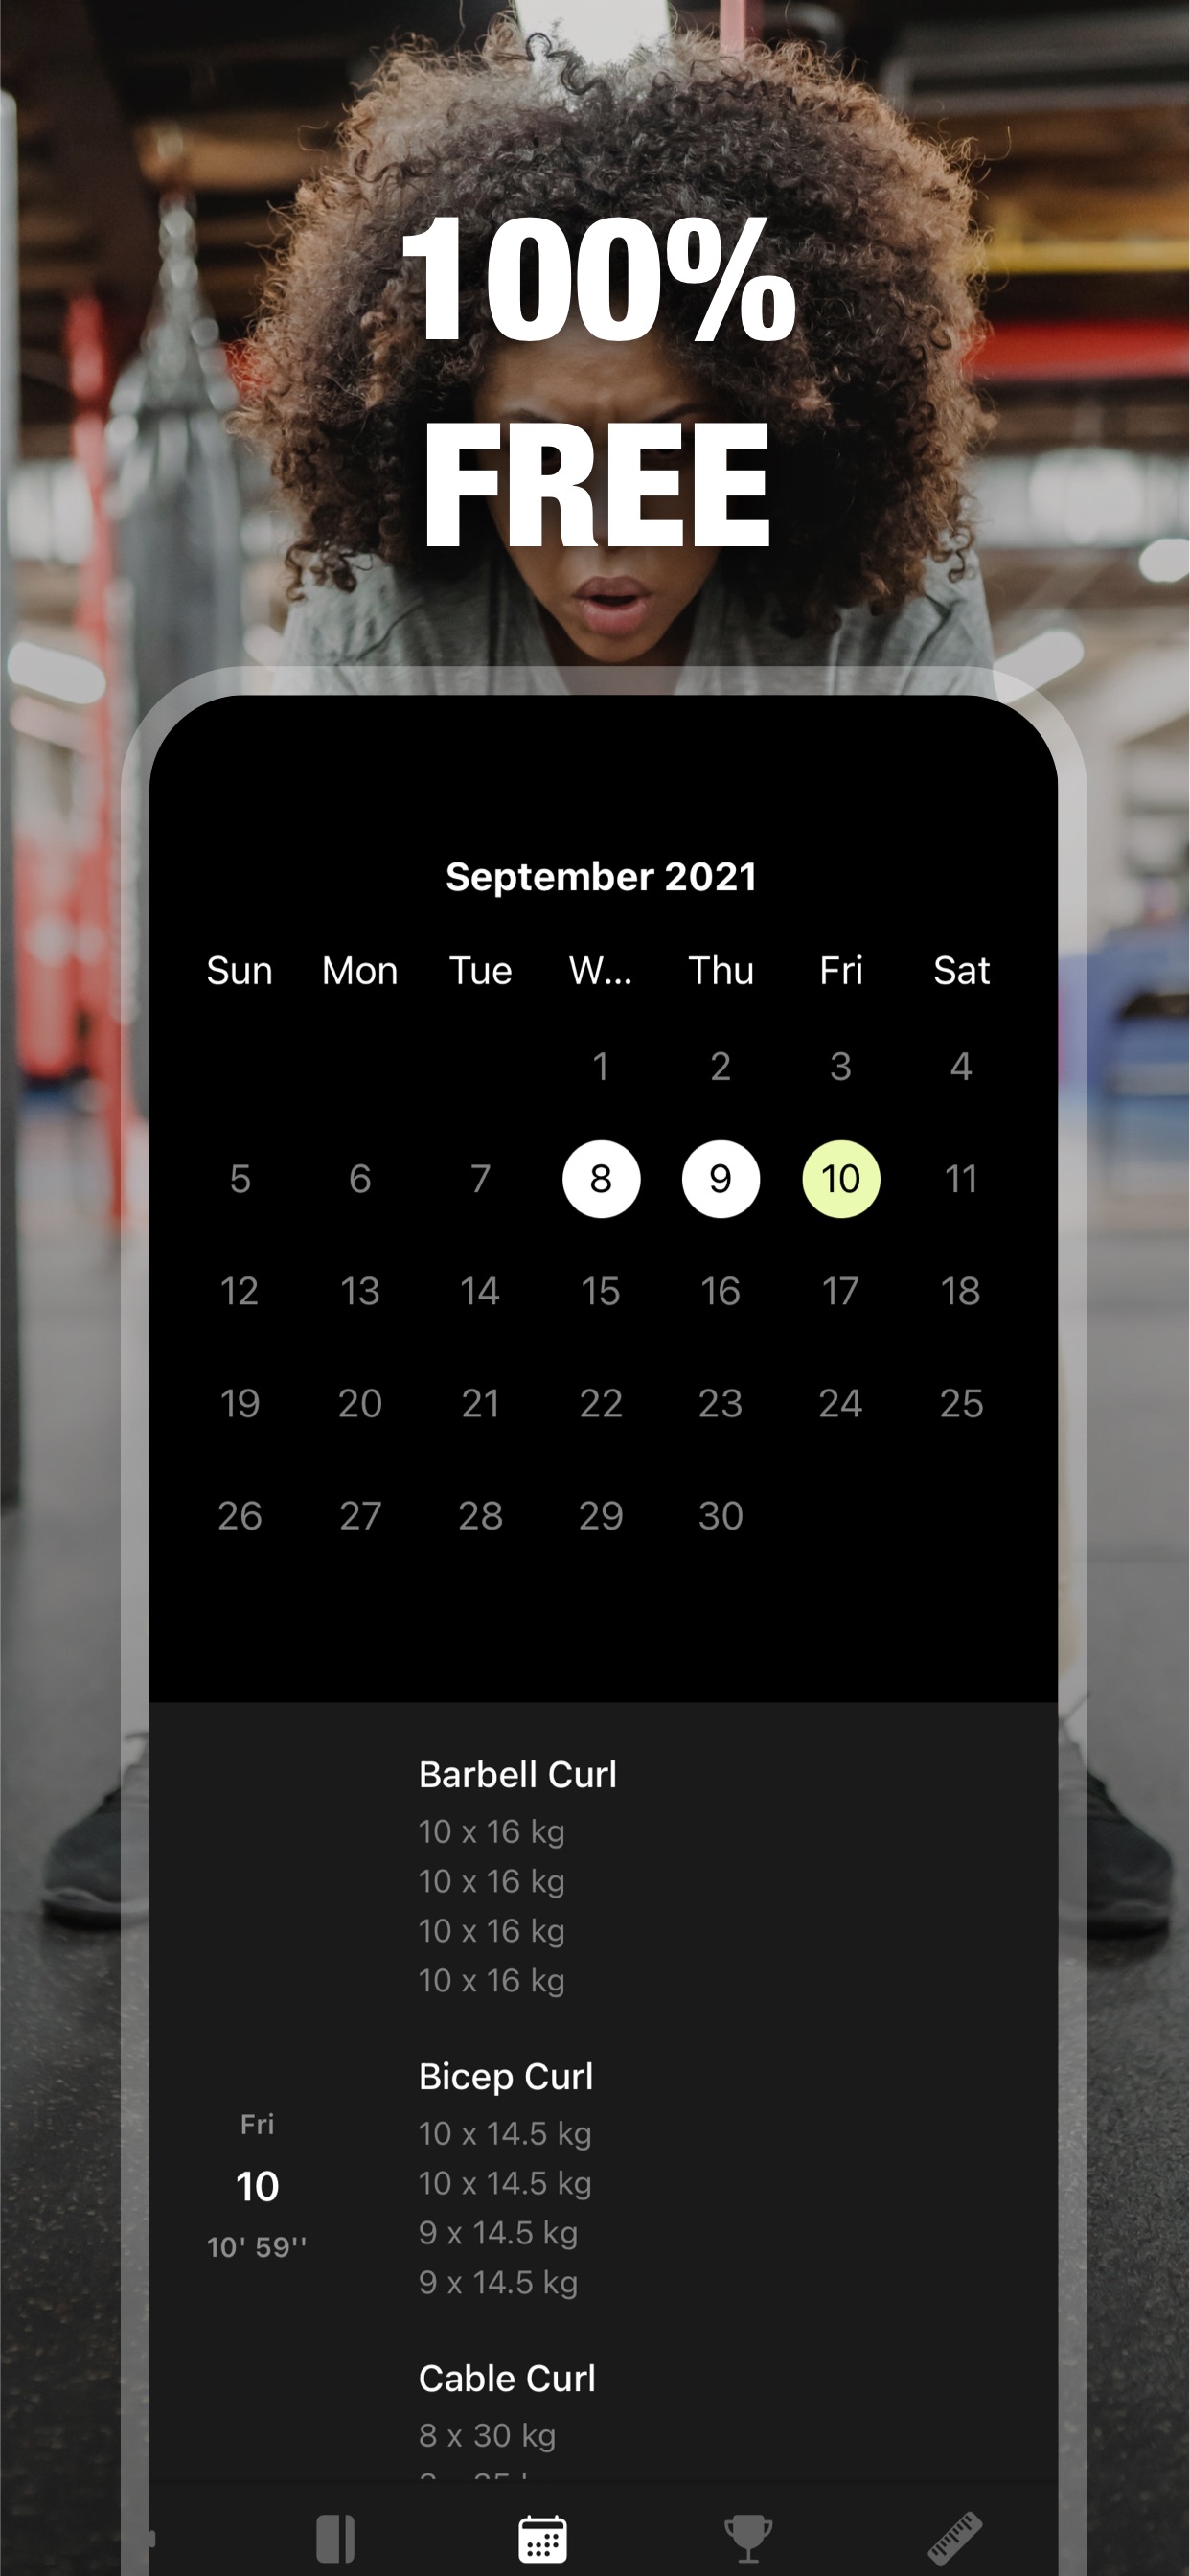 100%
FREE
September 2021
Sun Mon Tue W... Thu Fri Sat
1 2 3 4
5 6 7 8 9 10 11
12 13 14 15 16 17 18
19 20 21 22 23 24 25
26 27 28 29 30
Barbell Curl
10 x 16 kg
10 x 16 kg
10 x 16 kg
10 x 16 kg
Fri
10
10' 59''
Bicep Curl
10 x 14.5 kg
10 x 14.5 kg
9 x 14.5 kg
9 x 14.5 kg
Cable Curl
8 x 30 kg